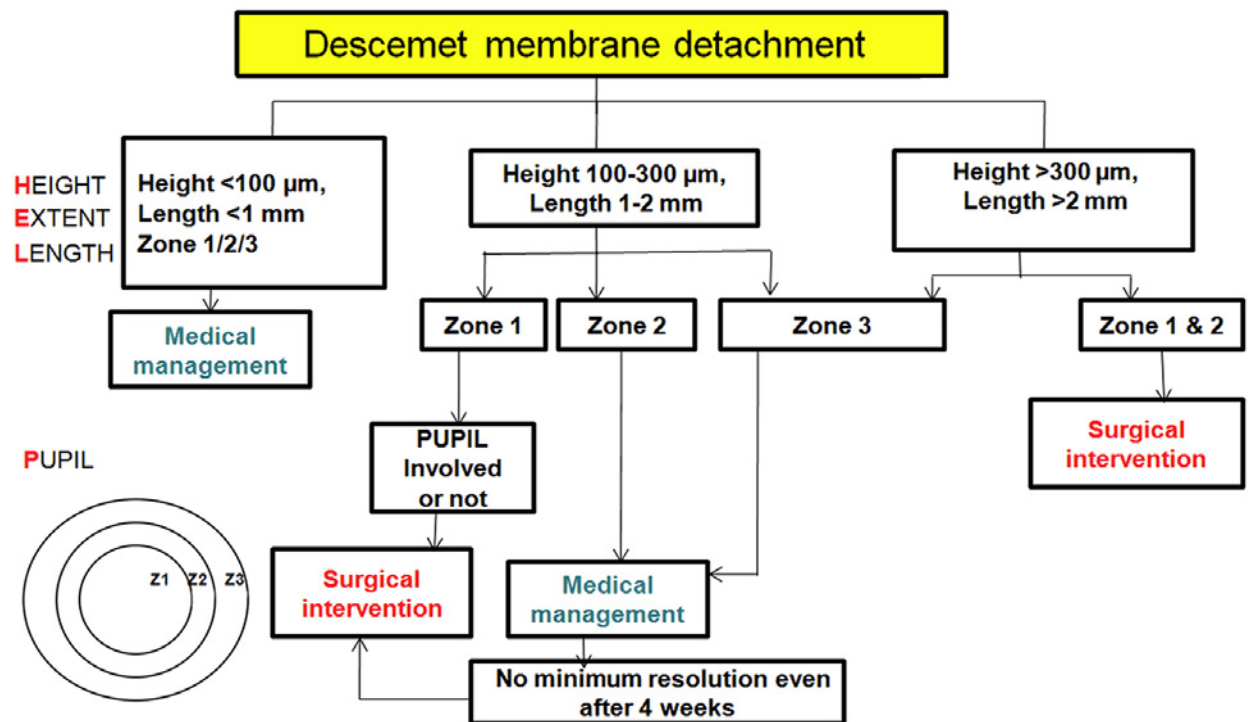 Descemet membrane detachment
HEIGHT
EXTENT
LENGTH
Height <100 µm,
Length <1 mm
Zone 1/2/3
Height 100-300 µm,
Length 1-2 mm
Height >300 µm,
Length >2 mm
Medical
management
Zone 1
Zone 2
Zone 3
Zone 1 & 2
PUPIL
Involved
or not
Surgical
intervention
PUPIL
Z1
Z2
Z3
Surgical
intervention
Medical
management
No minimum resolution even
after 4 weeks